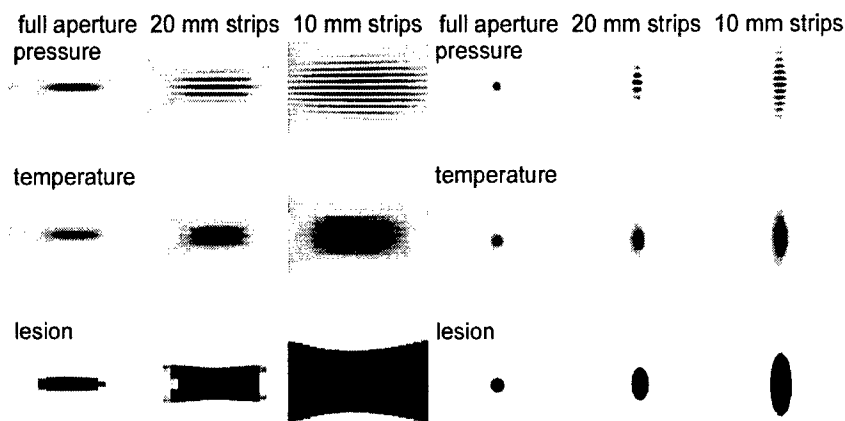 full aperture 20 mm strips 10 mm strips full aperture 20 mm strips 10 mm strips
pressure pressure
temperature temperature
lesion lesion